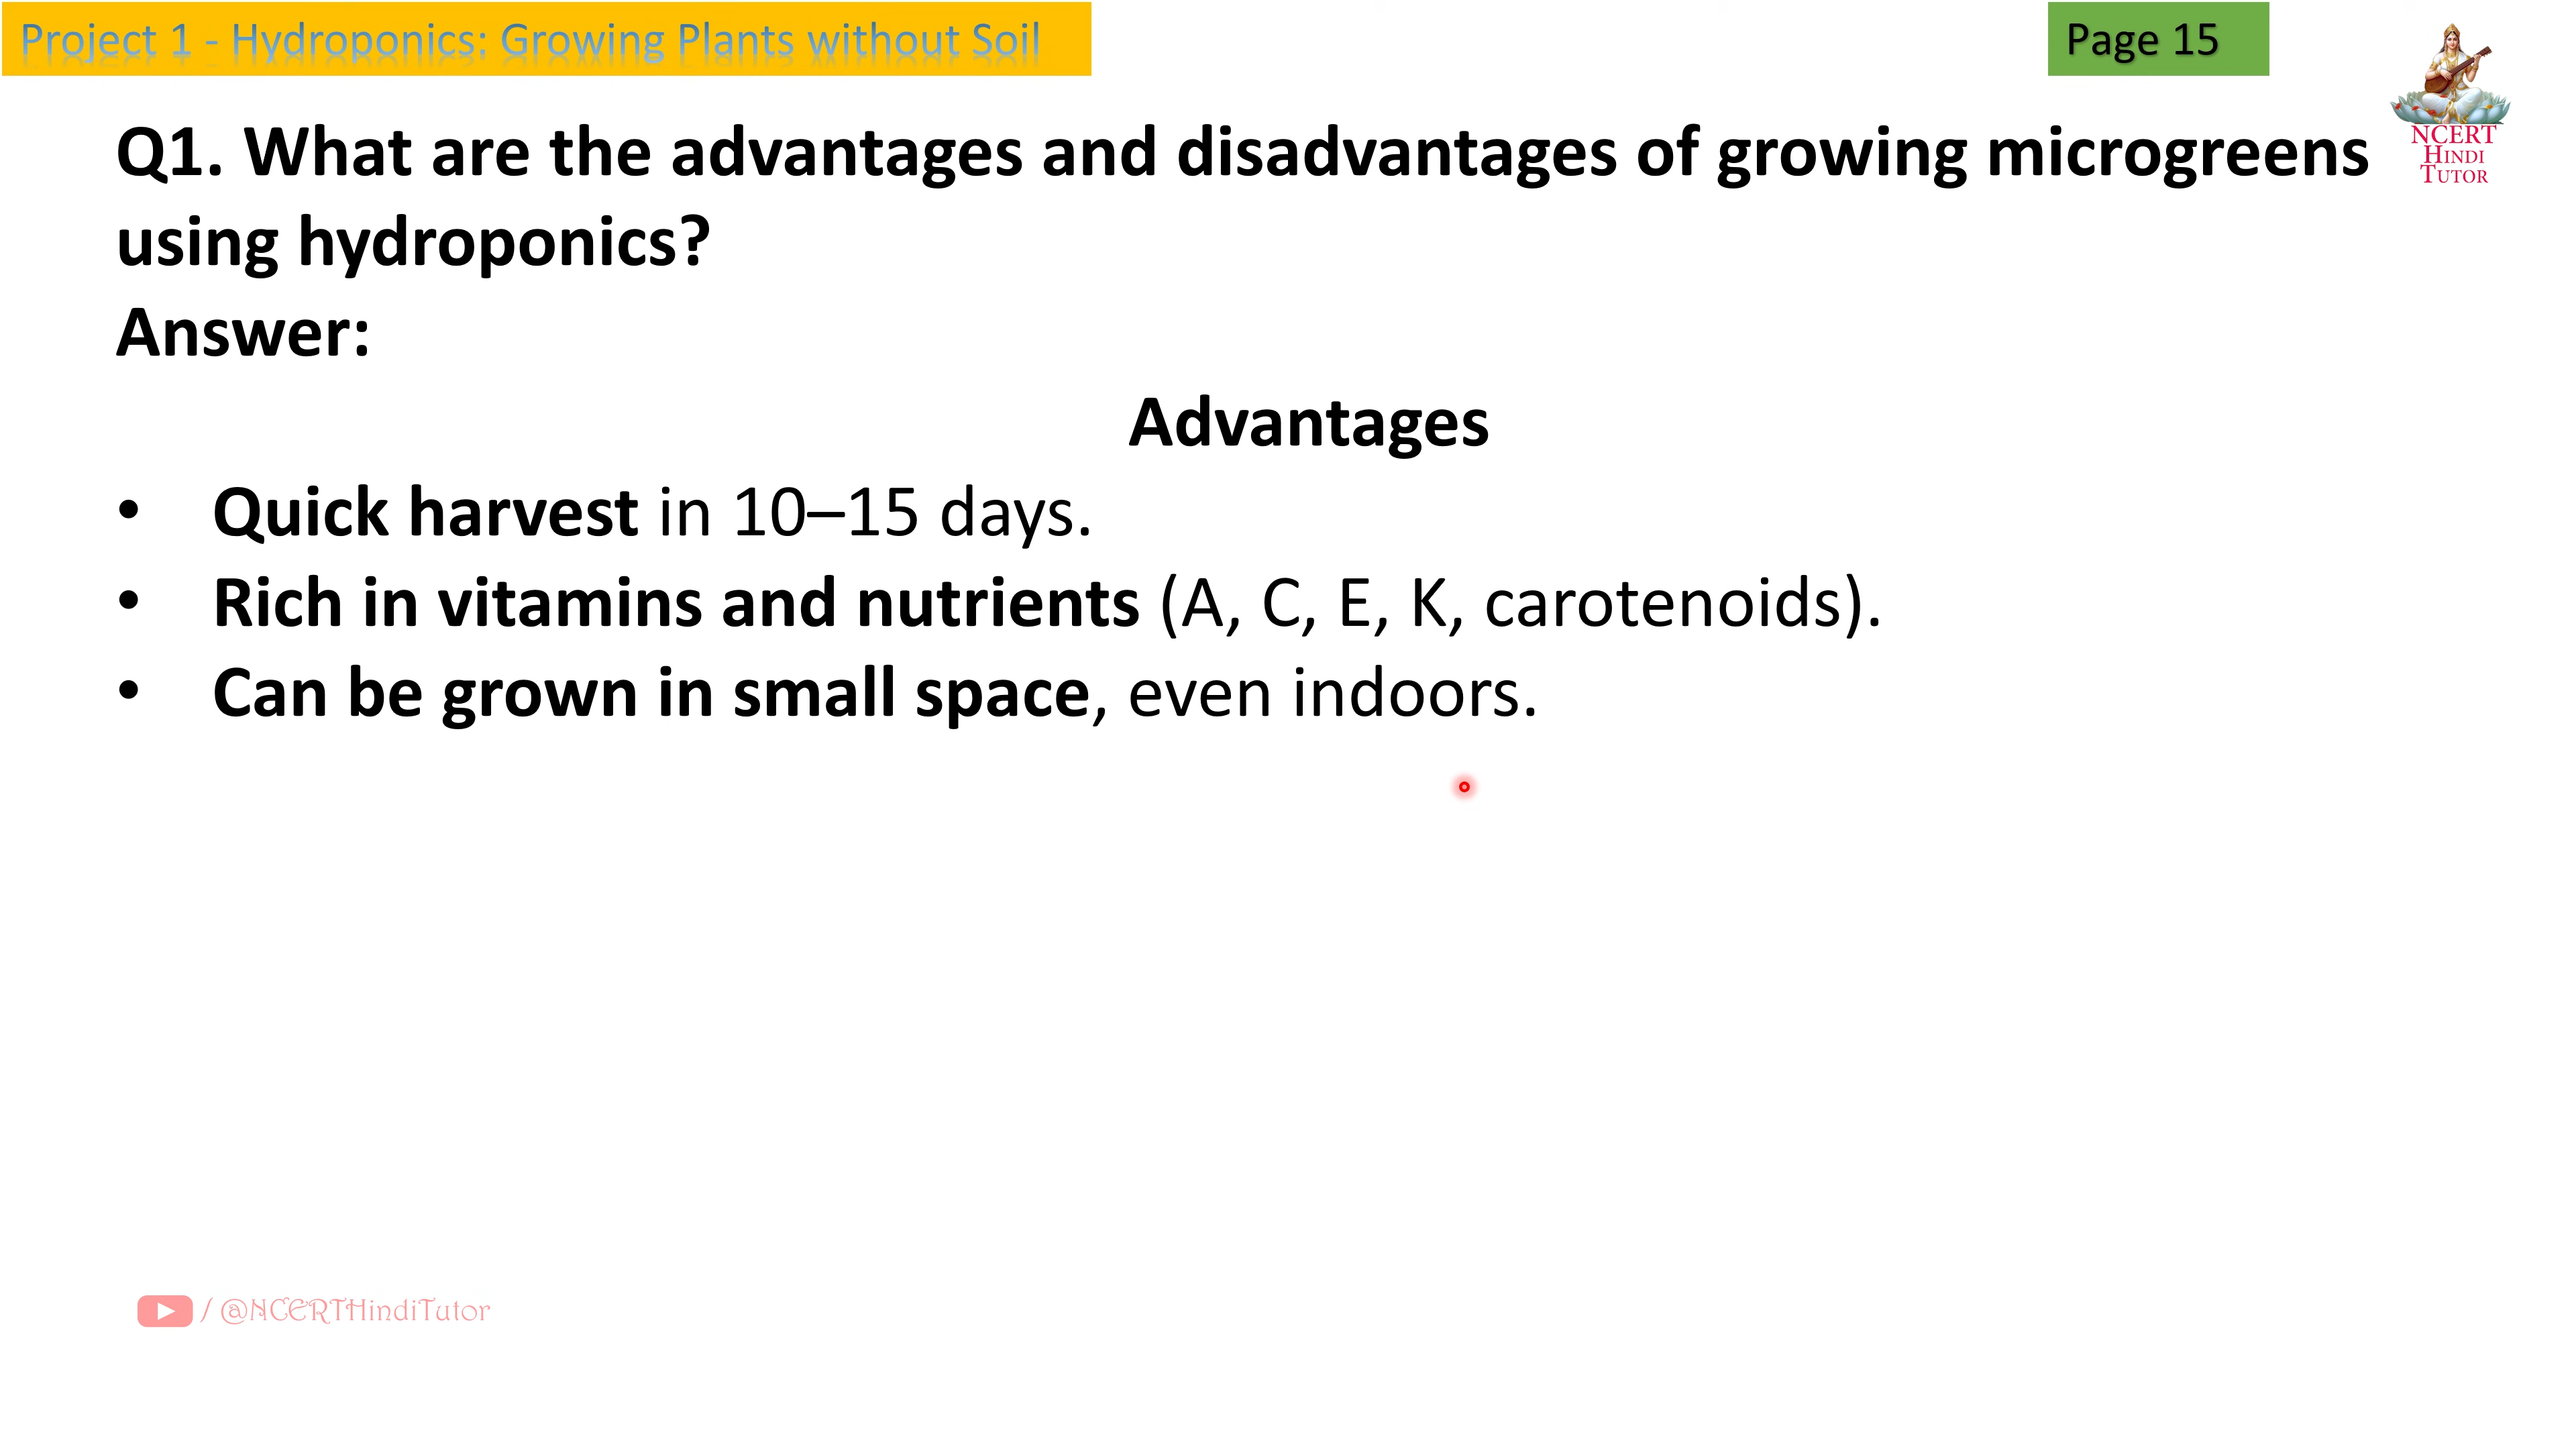 Project 1 - Hydroponics: Growing Plants without Soil
Page 15
NCERT
HINDI
TUTOR
Q1. What are the advantages and disadvantages of growing microgreens
using hydroponics?
Answer:
Advantages
• Quick harvest in 10–15 days.
• Rich in vitamins and nutrients (A, C, E, K, carotenoids).
• Can be grown in small space, even indoors.
/ @NCERTHindiTutor